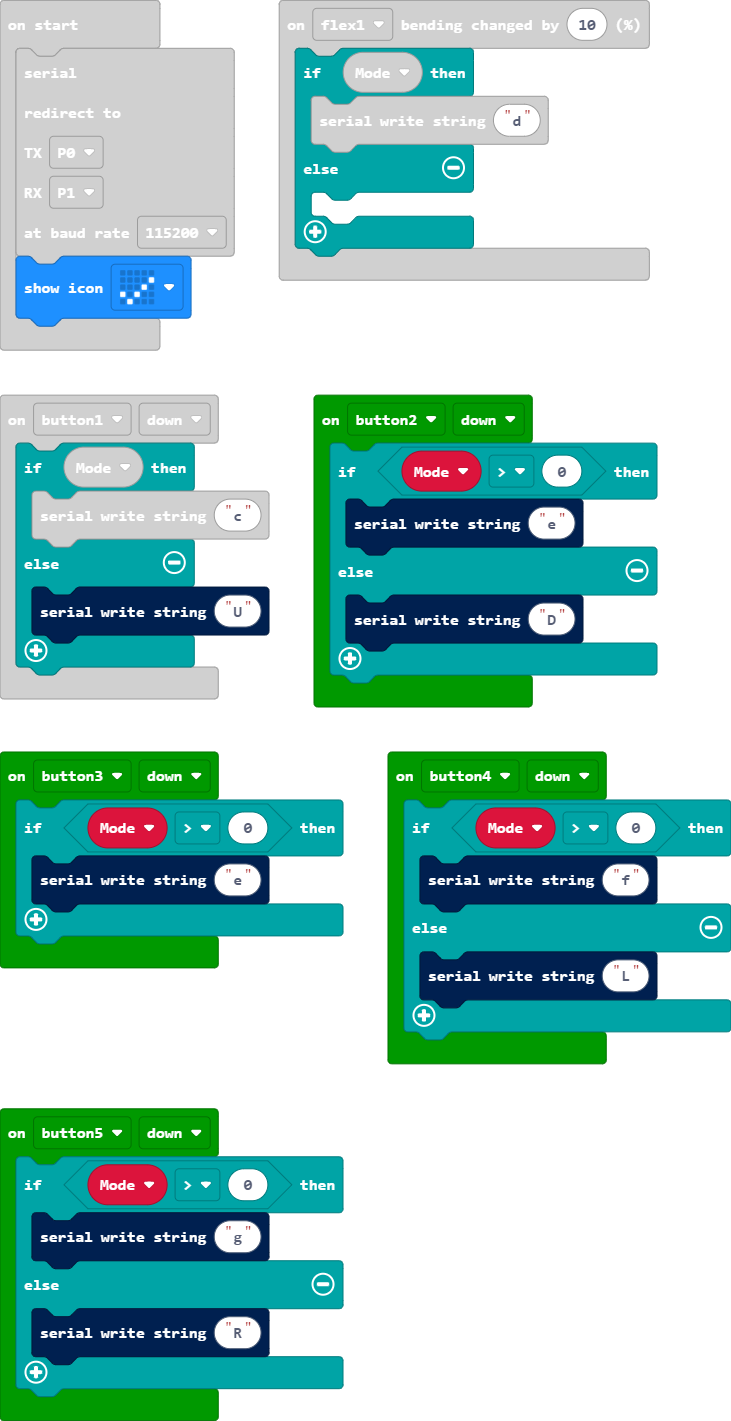 on start
serial
redirect to
TX P0
RX P1
at baud rate 115200
show icon
on flex1 bending changed by 10 (%)
if Mode then
serial write string "d"
else
on button1 down
if Mode then
serial write string "c"
else
serial write string "U"
on button2 down
if Mode > 0 then
serial write string "e"
else
serial write string "D"
on button3 down
if Mode > 0 then
serial write string "e"
on button4 down
if Mode > 0 then
serial write string "f"
else
serial write string "L"
on button5 down
if Mode > 0 then
serial write string "g"
else
serial write string "R"